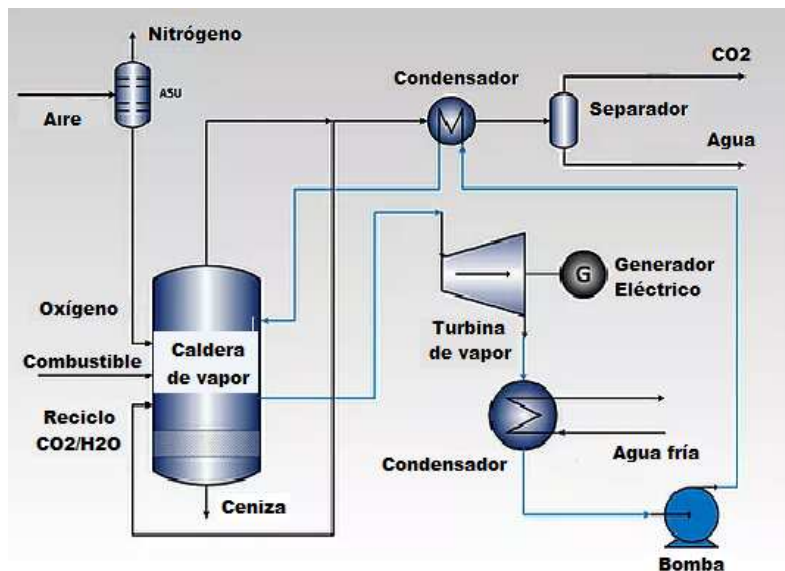 Nitrógeno
ASU
Aire
Condensador
CO2
Separador
Agua
Oxígeno
Combustible
Caldera
de vapor
Reciclo
CO2/H2O
Ceniza
G
Generador
Eléctrico
Turbina
de vapor
Condensador
Agua fría
Bomba